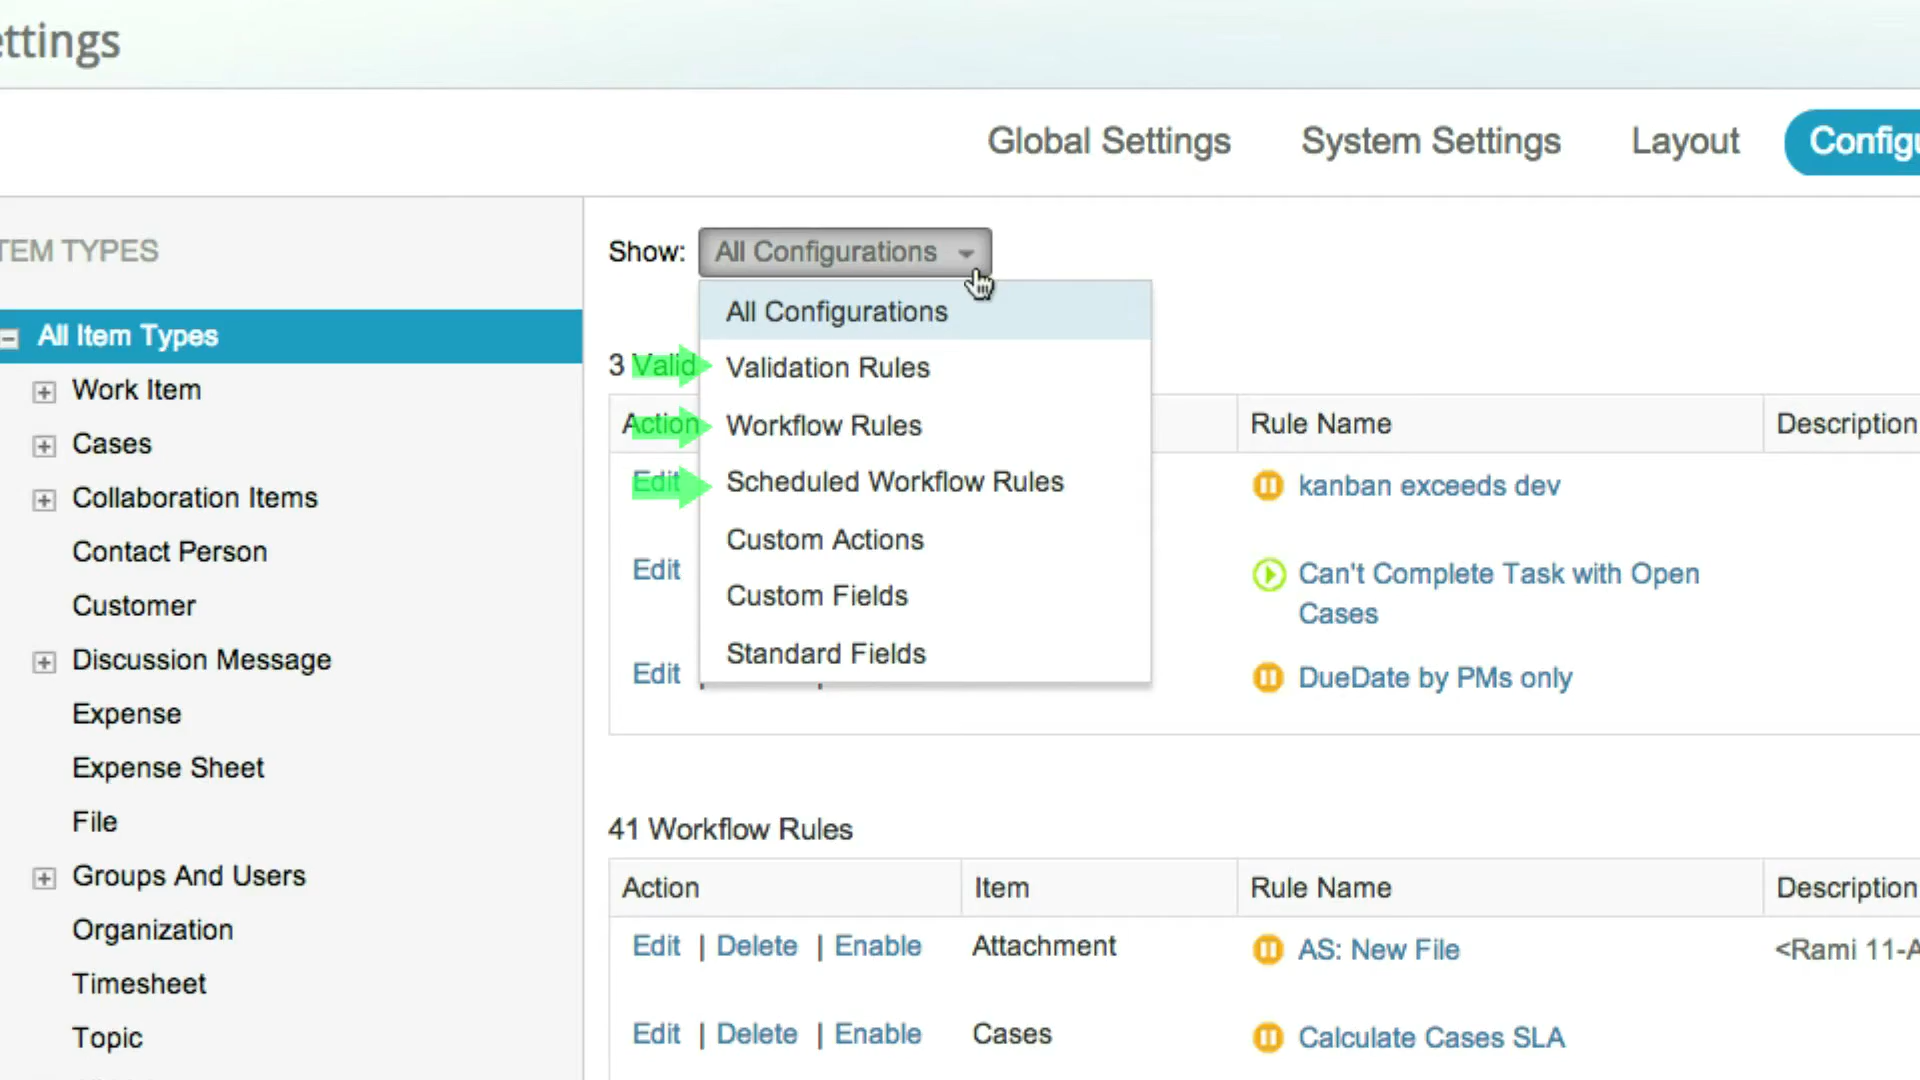 ettings
Global Settings
System Settings
Layout
Configu
TEM TYPES
Show: All Configurations
All Item Types
Work Item
Cases
Collaboration Items
Contact Person
Customer
Discussion Message
Expense
Expense Sheet
File
Groups And Users
Organization
Timesheet
Topic
All Configurations
Validation Rules
Workflow Rules
Scheduled Workflow Rules
Custom Actions
Custom Fields
Standard Fields
3 Valid
Action Rule Name Description
Edit kanban exceeds dev
Edit Can't Complete Task with Open
Cases
Edit DueDate by PMs only
41 Workflow Rules
Action Item Rule Name Description
Edit | Delete | Enable Attachment AS: New File <Rami 11-A
Edit | Delete | Enable Cases Calculate Cases SLA